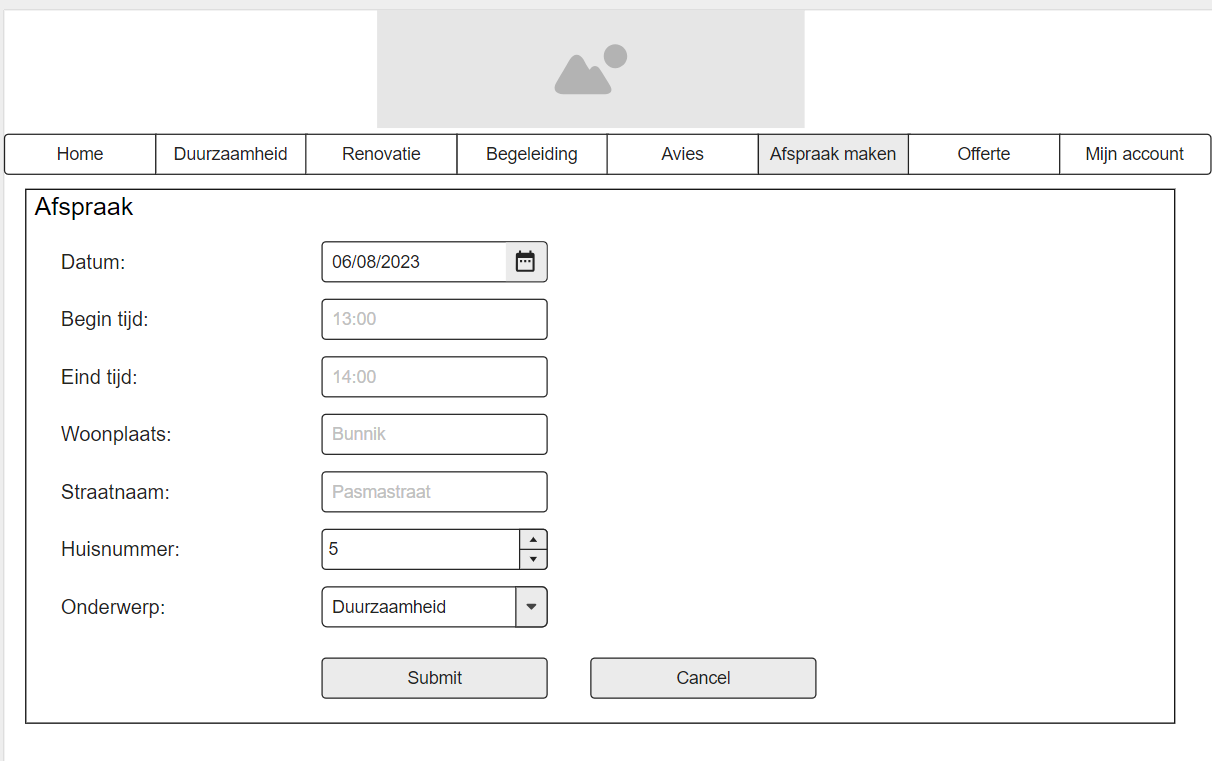 Home Duurzaamheid Renovatie Begeleiding Avies Afspraak maken Offerte Mijn account
Afspraak
Datum: 06/08/2023
Begin tijd: 13:00
Eind tijd: 14:00
Woonplaats: Bunnik
Straatnaam: Pasmastraat
Huisnummer: 5
Onderwerp: Duurzaamheid
Submit Cancel